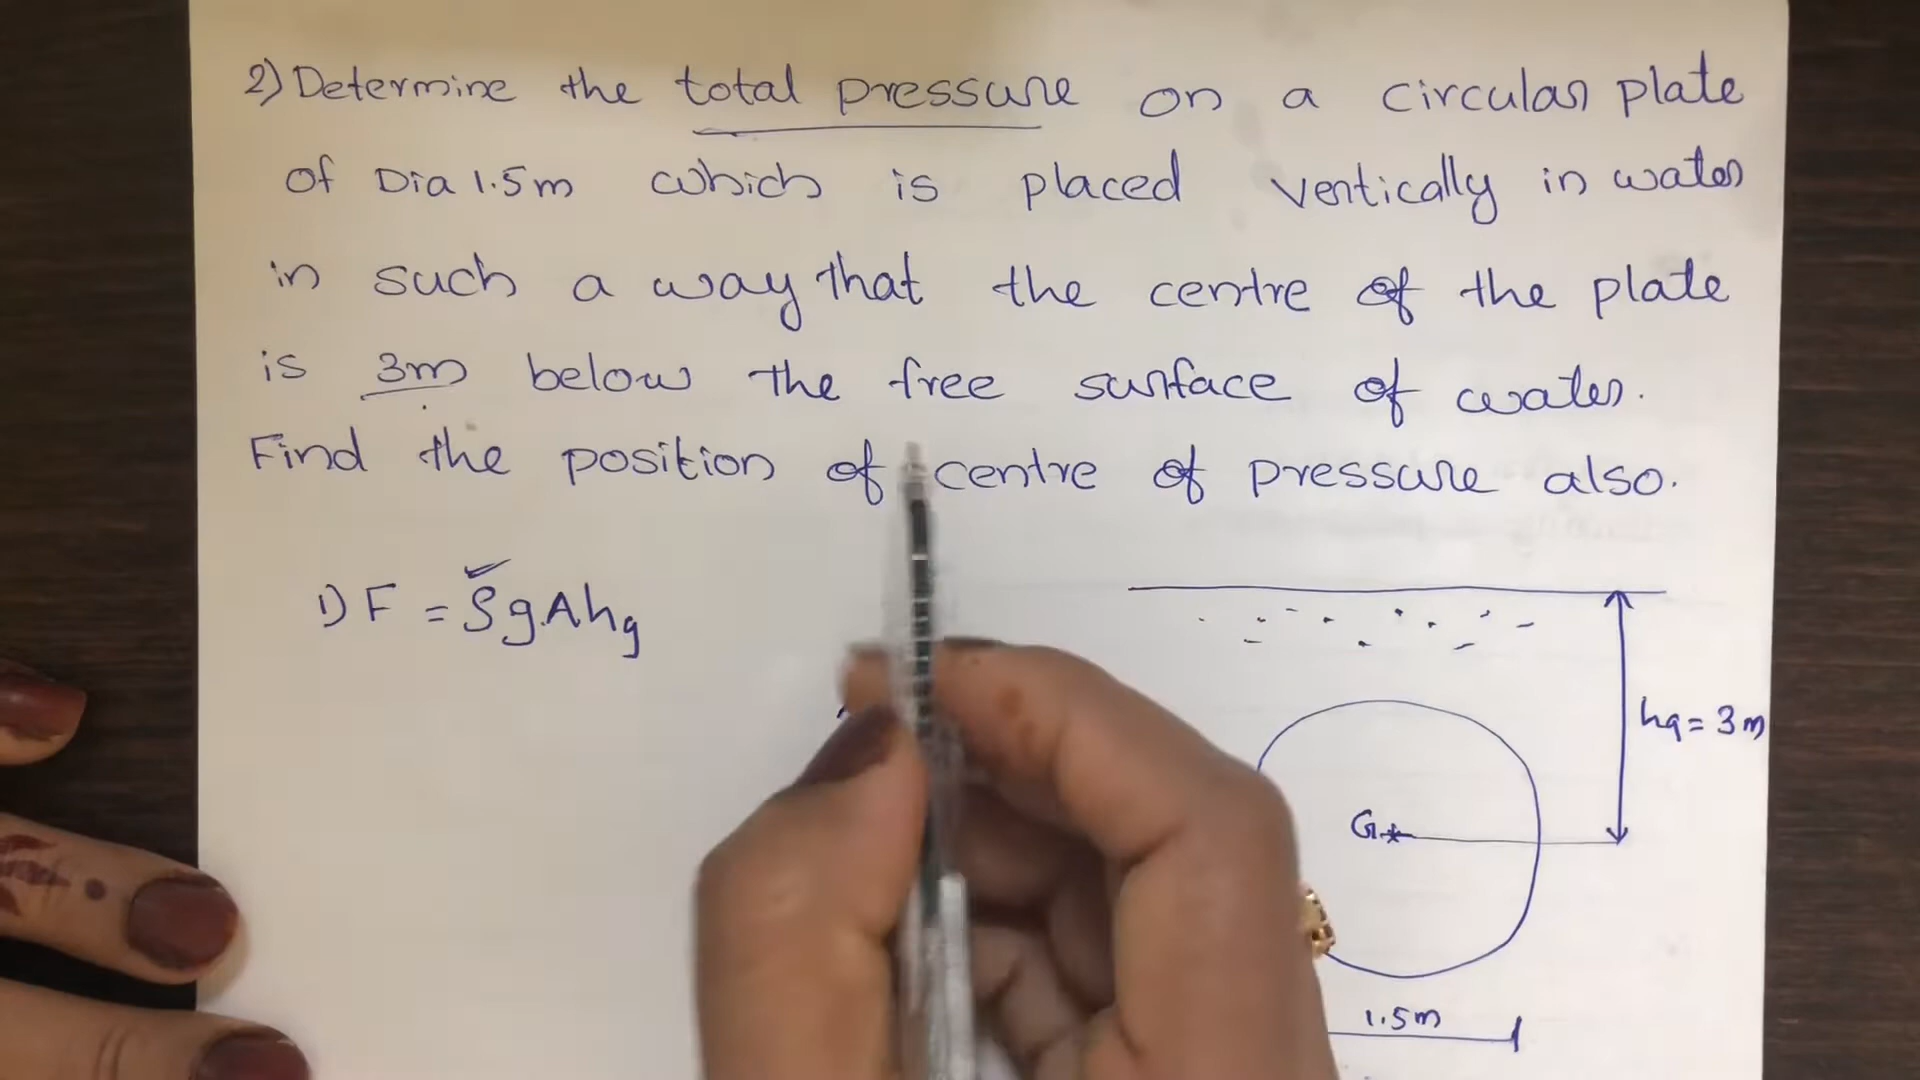 2) Determine the total pressure on a circular plate
of Dia 1.5m which is placed vertically in water
in such a way that the centre of the plate
is 3m below the free surface of water.
Find the position of centre of pressure also.
1) F = ρgAhg
hg = 3m
G
1.5m